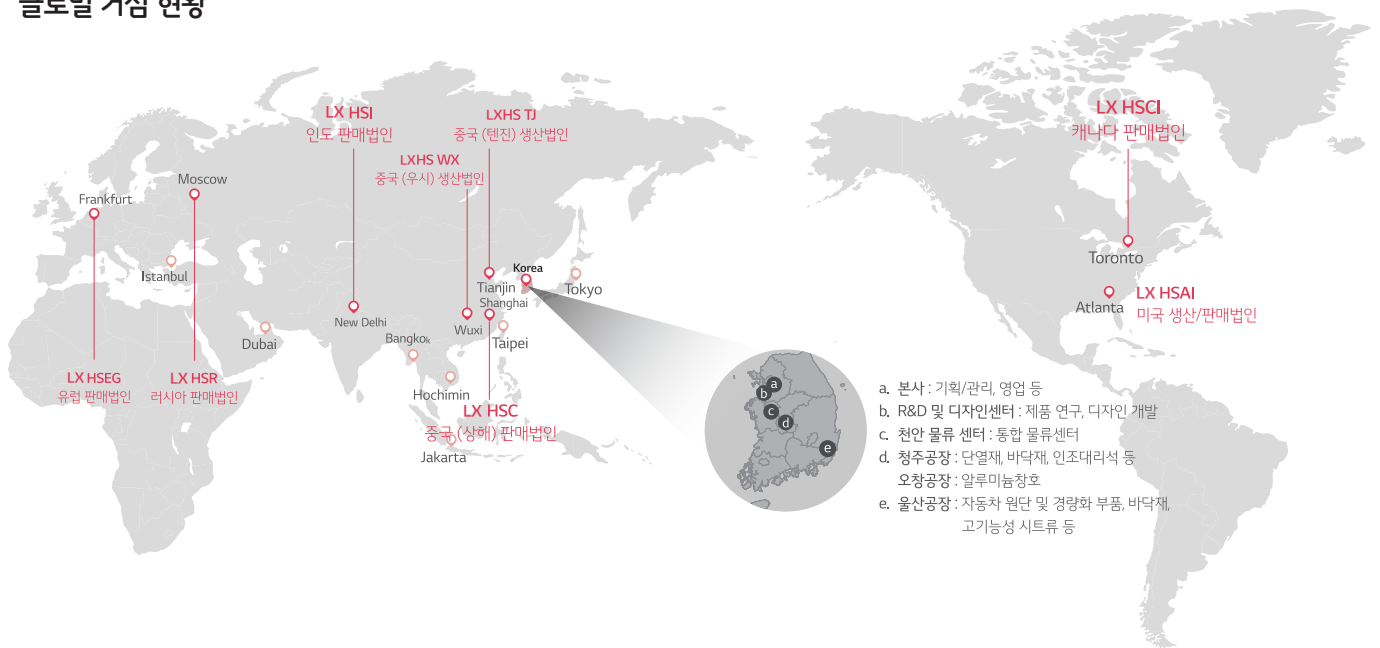 글로벌 거점 현황
LX HSI
인도 판매법인
LXHS TJ
중국 (텐진) 생산법인
LXHS WX
중국 (우시) 생산법인
LX HSCI
캐나다 판매법인
Moscow
Frankfurt
Istanbul
Korea
Tianjin
Tokyo
Shanghai
New Delhi
Wuxi
Taipei
Dubai
Bangkok
Hochimin
Toronto
Atlanta
LX HSAI
미국 생산/판매법인
LX HSEG
유럽 판매법인
LX HSR
러시아 판매법인
LX HSC
중국 (상해) 판매법인
Jakarta
a
b
c
d
e
a. 본사 : 기획/관리, 영업 등
b. R&D 및 디자인센터 : 제품 연구, 디자인 개발
c. 천안 물류 센터 : 통합 물류센터
d. 청주공장 : 단열재, 바닥재, 인조대리석 등
오창공장 : 알루미늄창호
e. 울산공장 : 자동차 원단 및 경량화 부품, 바닥재,
고기능성 시트류 등